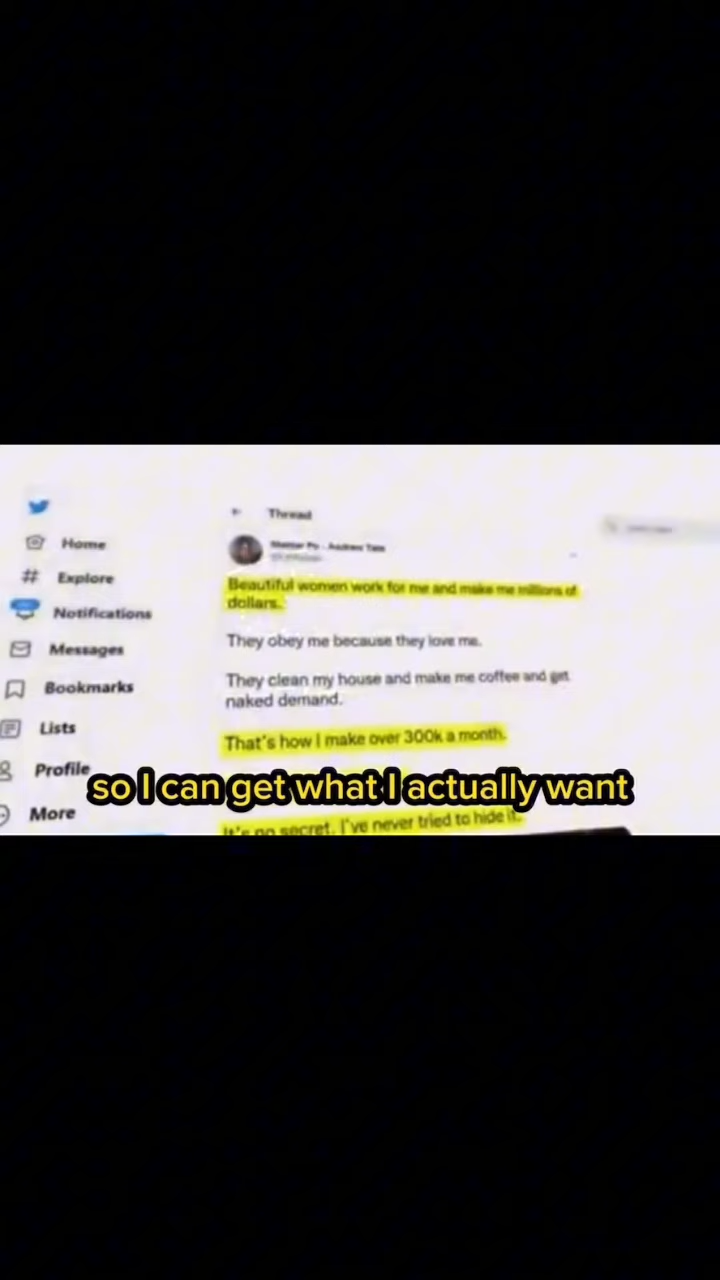 Thread
Home
Explore
Notifications
Messages
Bookmarks
Lists
Profile
More
Andrew Tate
Beautiful women work for me and make me millions of
dollars.
They obey me because they love me.
They clean my house and make me coffee and get
naked demand.
That's how I make over 300k a month.
so I can get what I actually want
It's no secret. I've never tried to hide it.